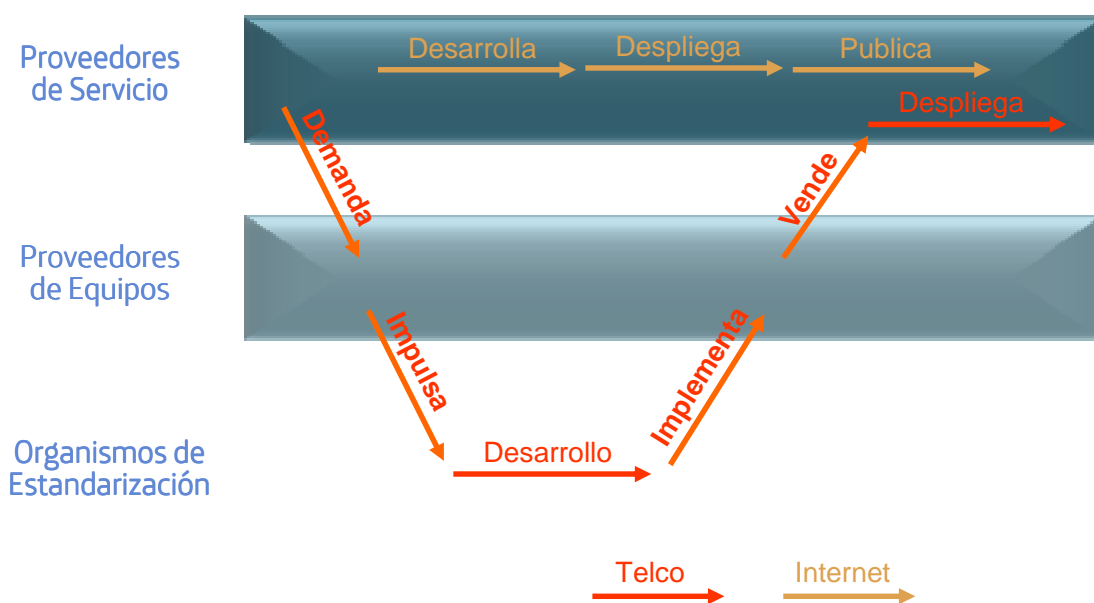 Proveedores
de Servicio
Desarrolla
Despliega
Publica
Despliega
Demanda
Vende
Proveedores
de Equipos
Impulsa
Implementa
Organismos de
Estandarización
Desarrollo
Telco
Internet